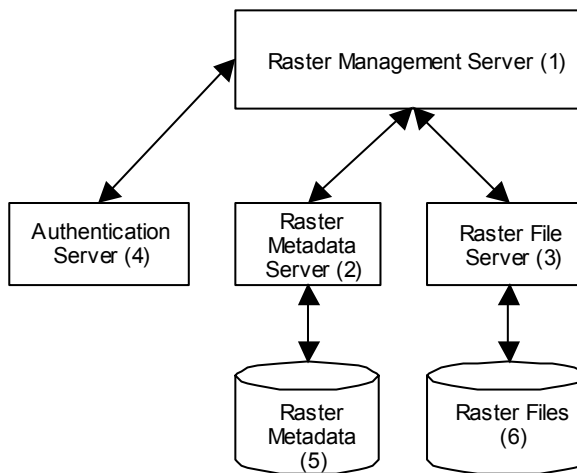 Raster Management Server (1)
Authentication
Server (4)
Raster
Metadata
Server (2)
Raster File
Server (3)
Raster
Metadata
(5)
Raster Files
(6)